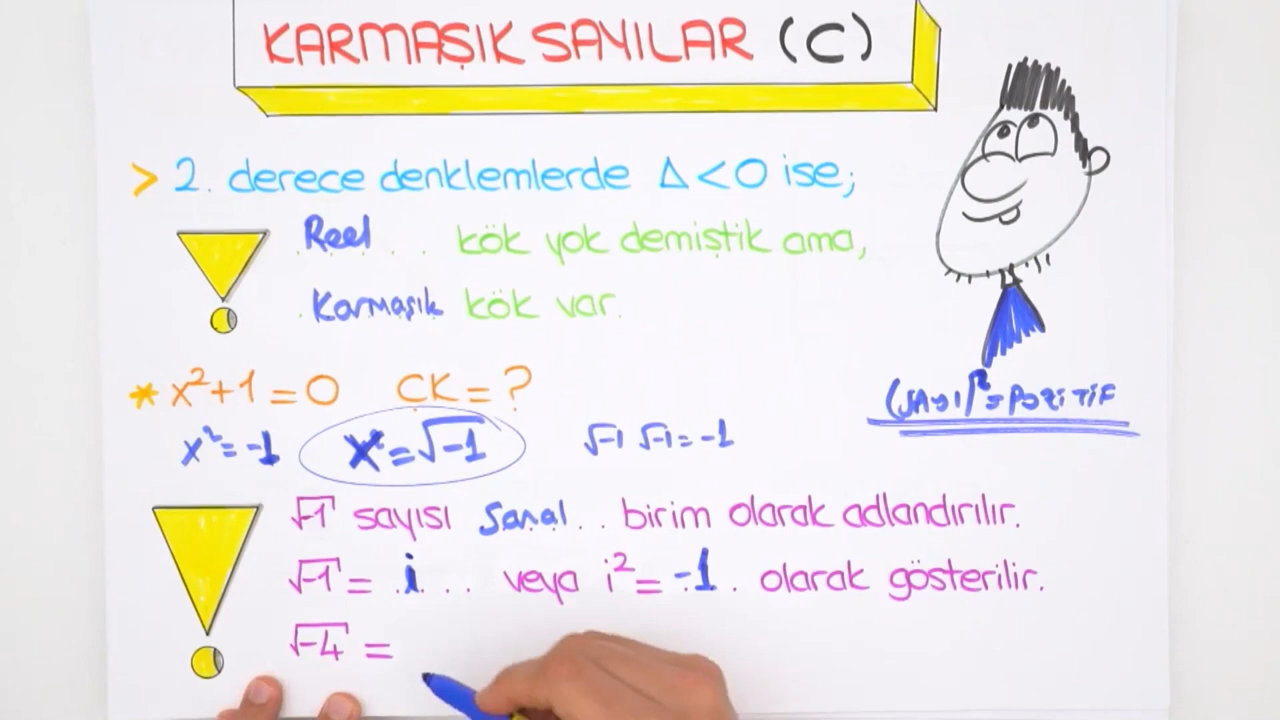 KARMAŞIK SAYILAR (C)
> 2. derece denklemlerde Δ<0 ise;
Reel .. kök yok demiştik ama,
Karmaşık kök var.
* x²+1=0 ÇK=?
(SAYI)²=POZİTİF
x²=-1 x=√-1 √-1 √-1=-1
√-1 sayısı Sanal.. birim olarak adlandırılır.
√-1 = i... veya i²= -1. olarak gösterilir.
√-4 =